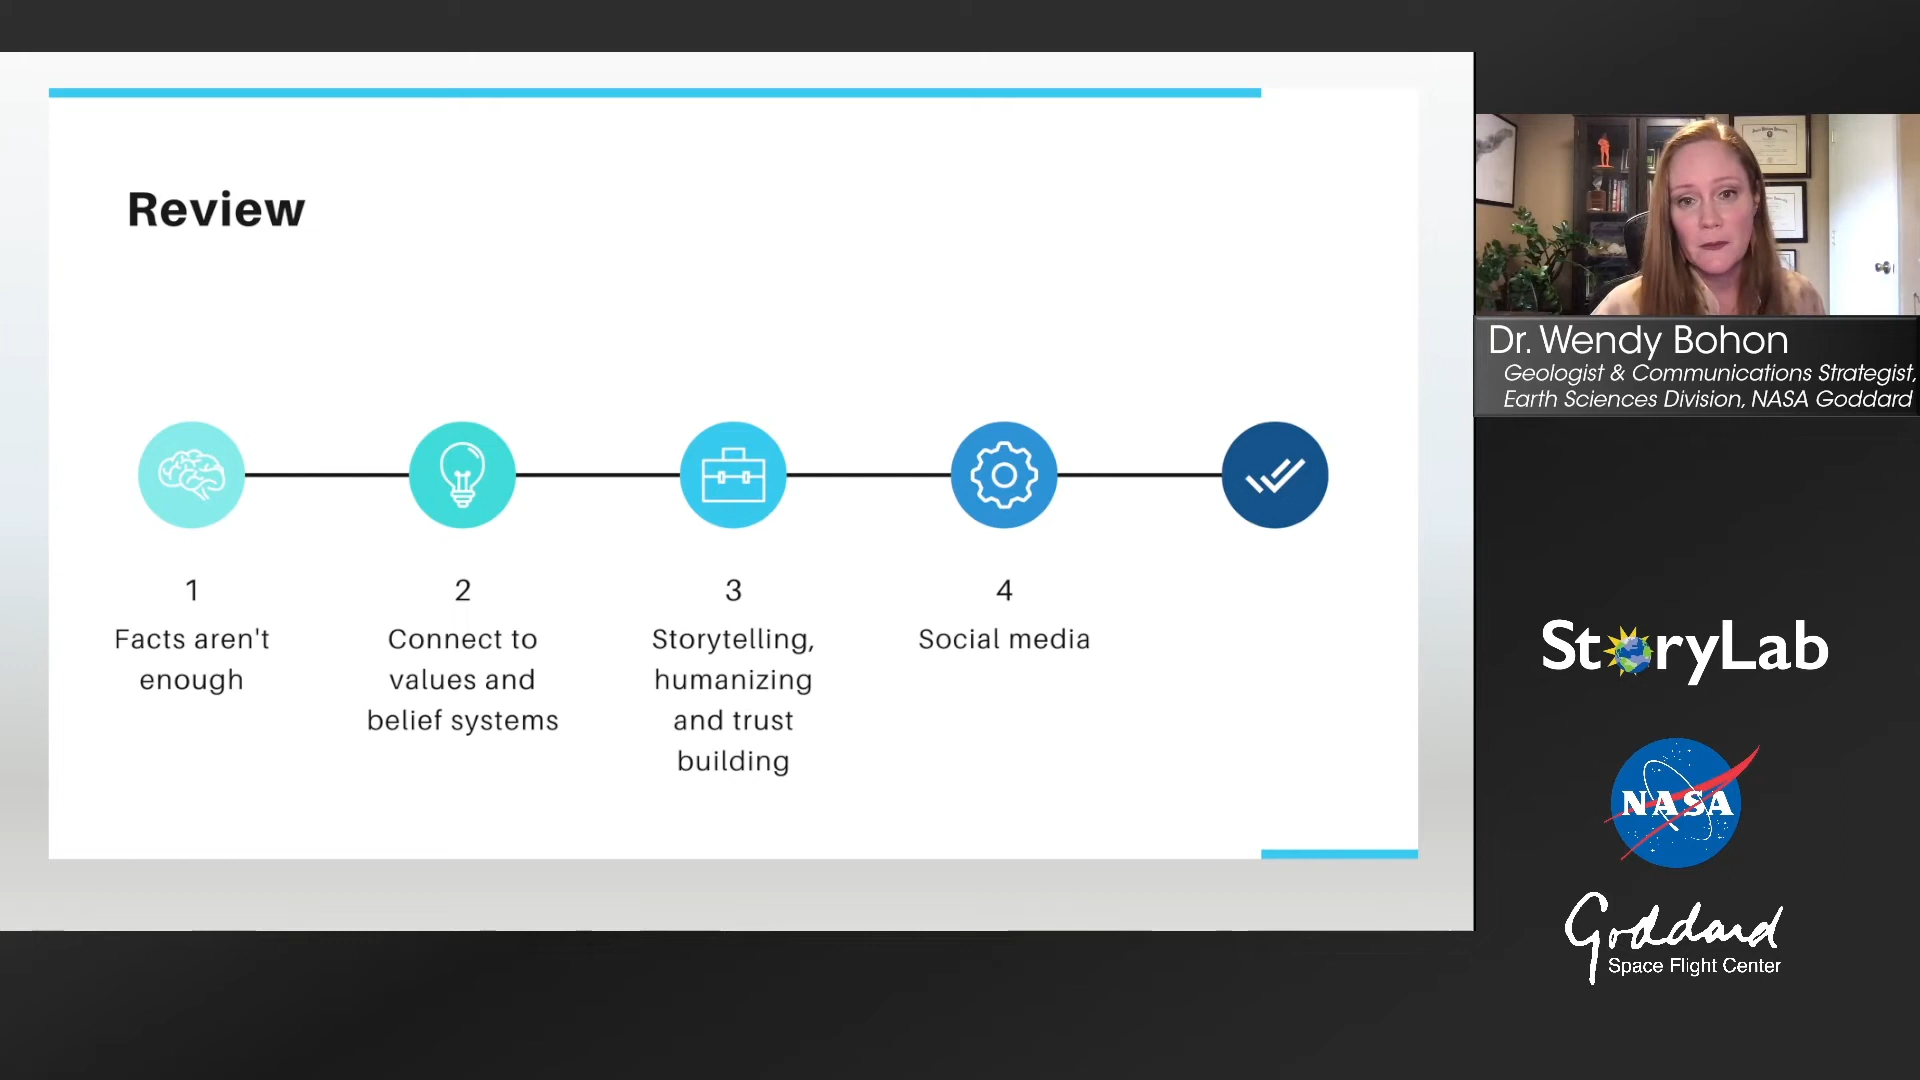 Review
1
Facts aren't
enough
2
Connect to
values and
belief systems
3
Storytelling,
humanizing
and trust
building
4
Social media
Dr. Wendy Bohon
Geologist & Communications Strategist,
Earth Sciences Division, NASA Goddard
StoryLab
NASA
Goddard
Space Flight Center